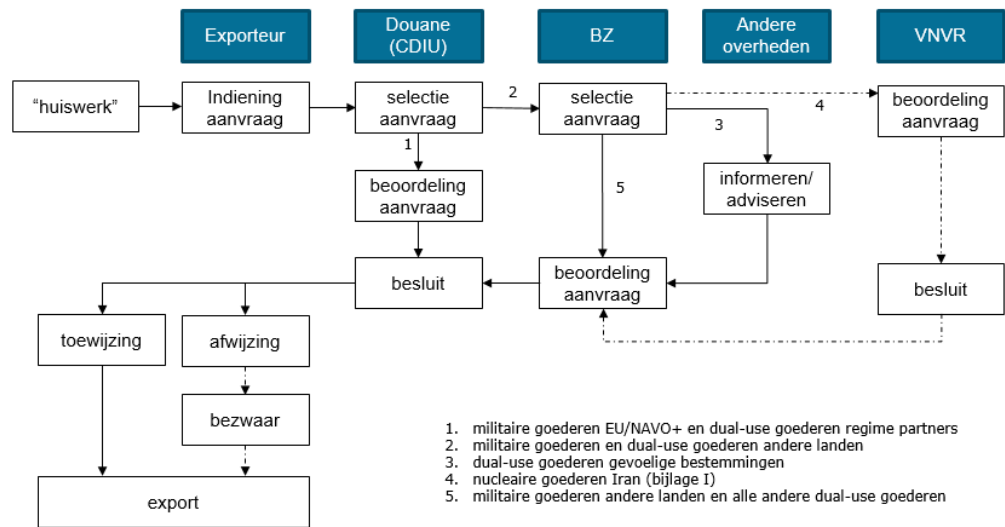 Exporteur
Douane
(CDIU)
BZ
Andere
overheden
VNVR
“huiswerk”
Indiening
aanvraag
selectie
aanvraag
2
selectie
aanvraag
4
3
beoordeling
aanvraag
1
beoordeling
aanvraag
5
informeren/
adviseren
besluit
beoordeling
aanvraag
besluit
toewijzing
afwijzing
bezwaar
export
1. militaire goederen EU/NAVO+ en dual-use goederen regime partners
2. militaire goederen en dual-use goederen andere landen
3. dual-use goederen gevoelige bestemmingen
4. nucleaire goederen Iran (bijlage I)
5. militaire goederen andere landen en alle andere dual-use goederen